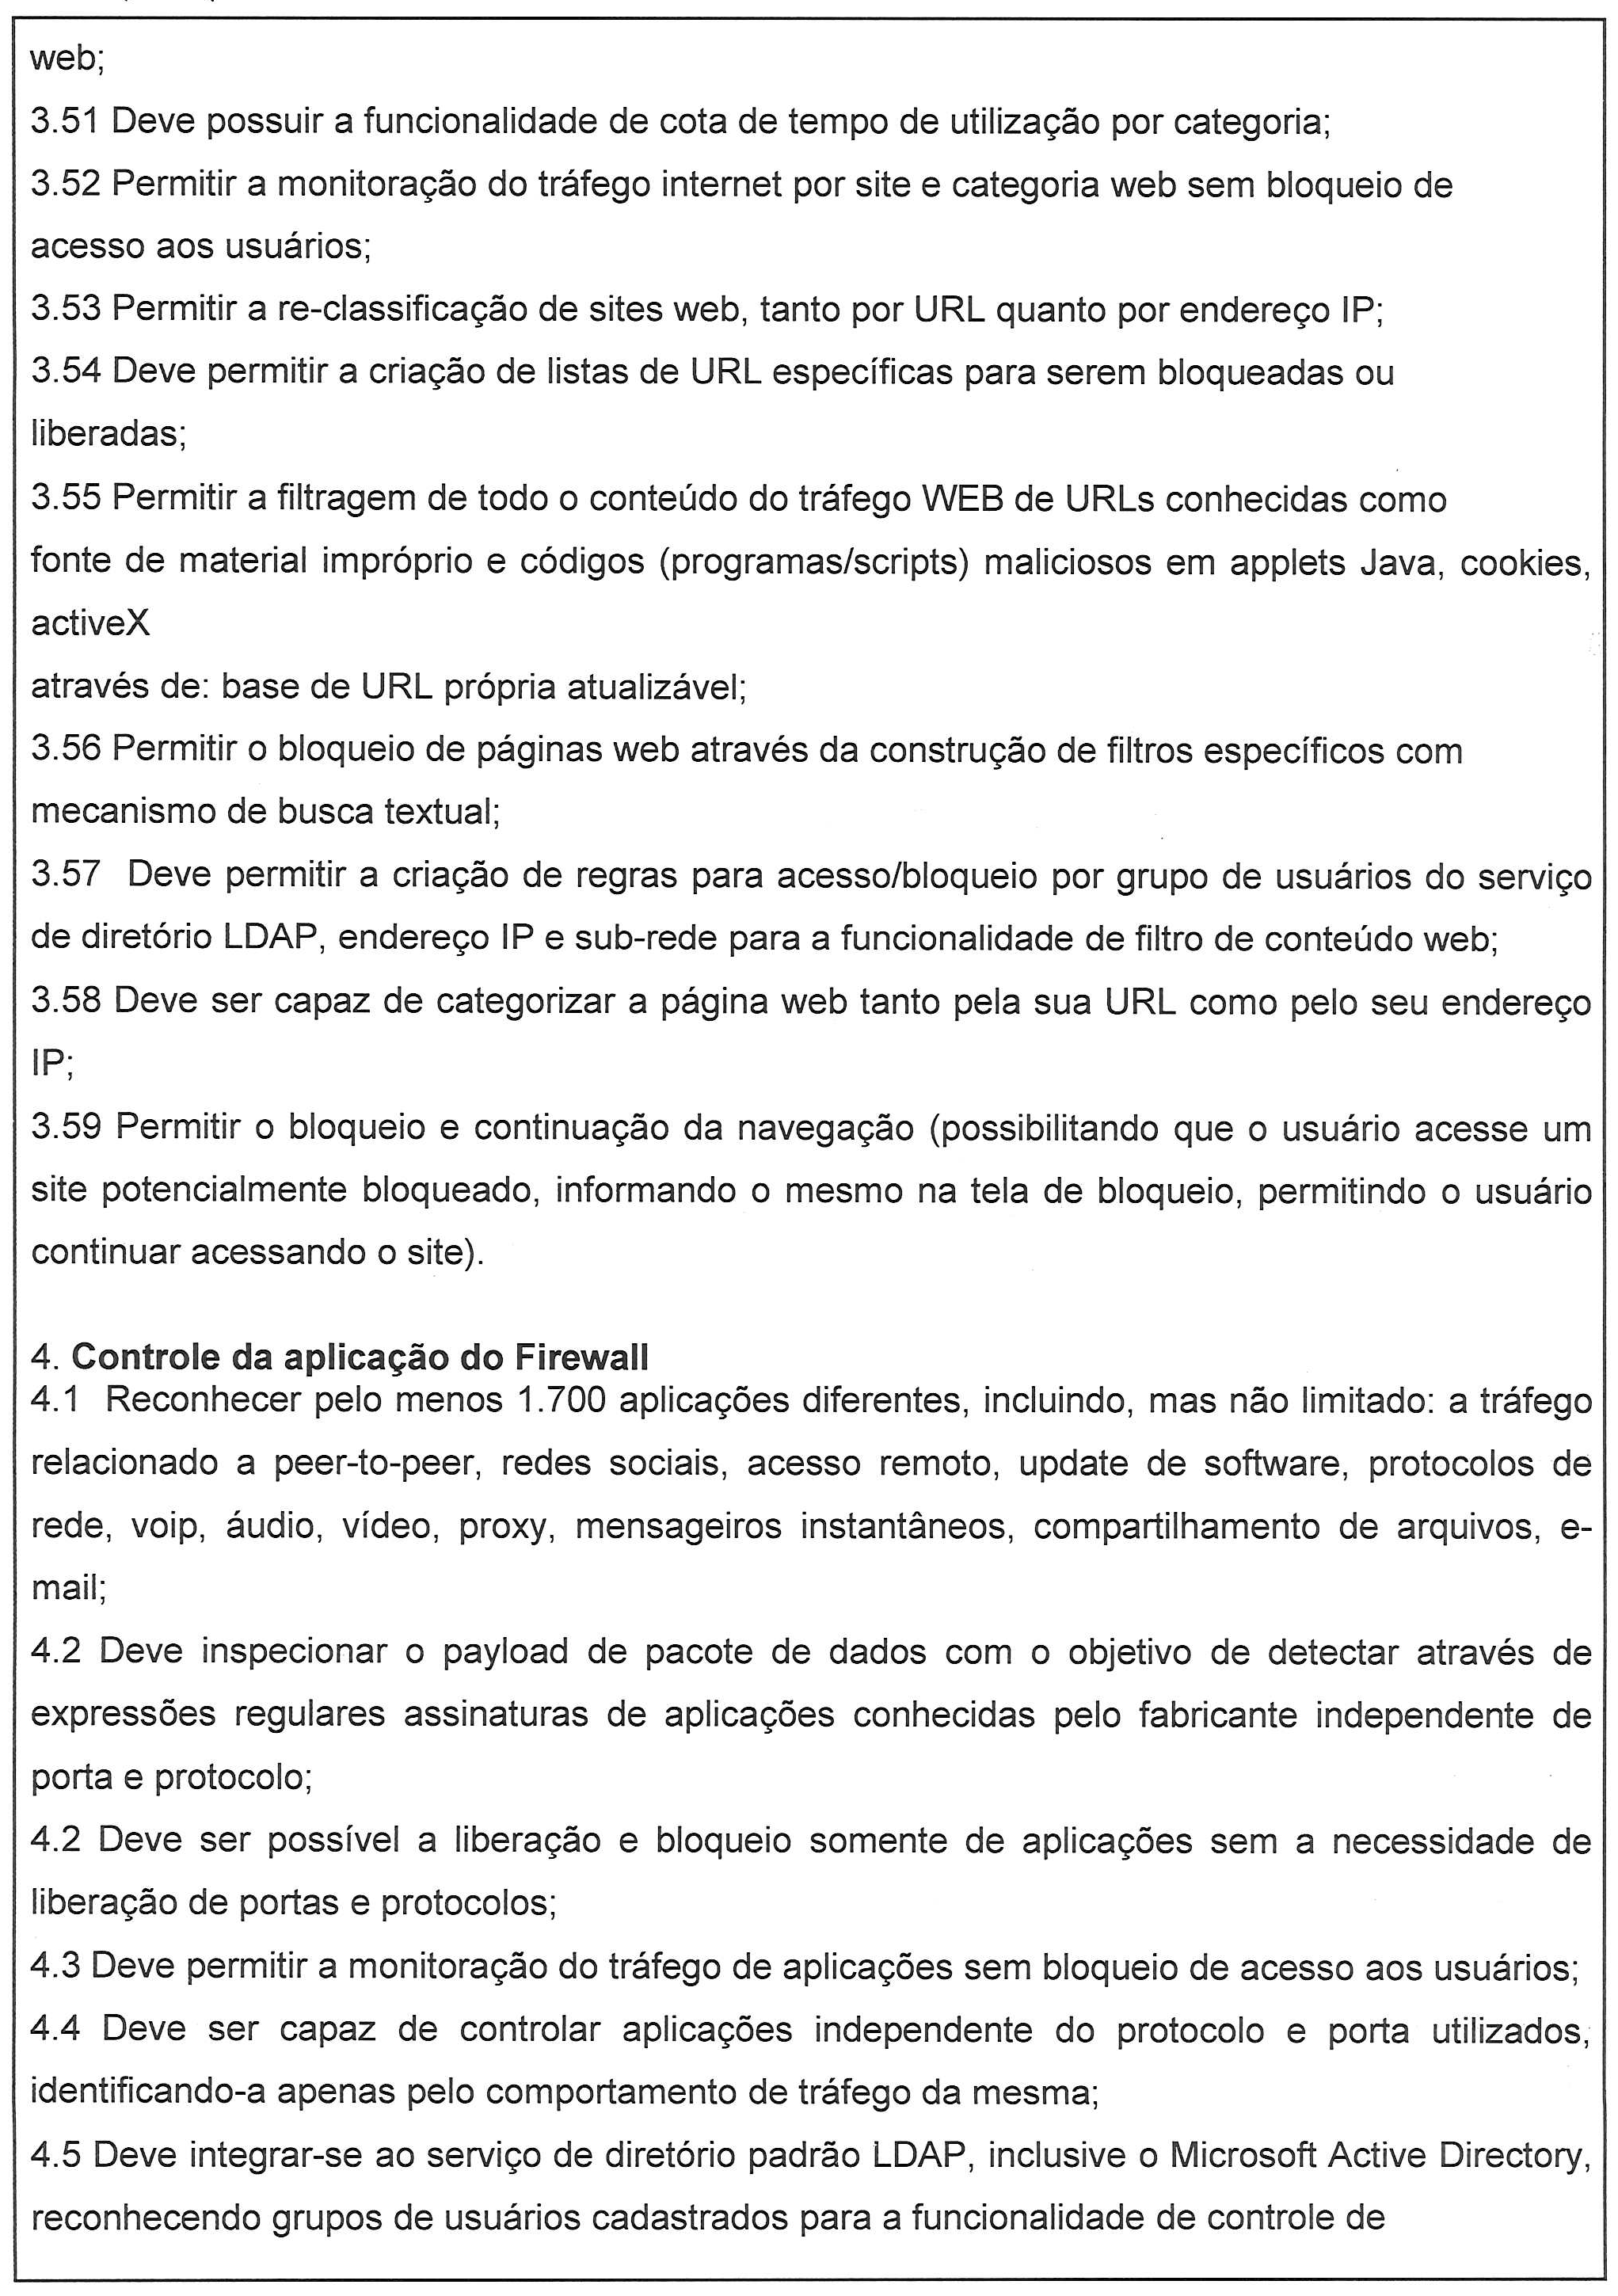 web;
3.51 Deve possuir a funcionalidade de cota de tempo de utilização por categoria;
3.52 Permitir a monitoração do tráfego internet por site e categoria web sem bloqueio de
acesso aos usuários;
3.53 Permitir a re-classificação de sites web, tanto por URL quanto por endereço IP;
3.54 Deve permitir a criação de listas de URL específicas para serem bloqueadas ou
liberadas;
3.55 Permitir a filtragem de todo o conteúdo do tráfego WEB de URLs conhecidas como
fonte de material impróprio e códigos (programas/scripts) maliciosos em applets Java, cookies,
activeX
através de: base de URL própria atualizável;
3.56 Permitir o bloqueio de páginas web através da construção de filtros específicos com
mecanismo de busca textual;
3.57 Deve permitir a criação de regras para acesso/bloqueio por grupo de usuários do serviço
de diretório LDAP, endereço IP e sub-rede para a funcionalidade de filtro de conteúdo web;
3.58 Deve ser capaz de categorizar a página web tanto pela sua URL como pelo seu endereço
IP;
3.59 Permitir o bloqueio e continuação da navegação (possibilitando que o usuário acesse um
site potencialmente bloqueado, informando o mesmo na tela de bloqueio, permitindo o usuário
continuar acessando o site).
4. Controle da aplicação do Firewall
4.1 Reconhecer pelo menos 1.700 aplicações diferentes, incluindo, mas não limitado: a tráfego
relacionado a peer-to-peer, redes sociais, acesso remoto, update de software, protocolos de
rede, voip, áudio, vídeo, proxy, mensageiros instantâneos, compartilhamento de arquivos, e-
mail;
4.2 Deve inspecionar o payload de pacote de dados com o objetivo de detectar através de
expressões regulares assinaturas de aplicações conhecidas pelo fabricante independente de
porta e protocolo;
4.2 Deve ser possível a liberação e bloqueio somente de aplicações sem a necessidade de
liberação de portas e protocolos;
4.3 Deve permitir a monitoração do tráfego de aplicações sem bloqueio de acesso aos usuários;
4.4 Deve ser capaz de controlar aplicações independente do protocolo e porta utilizados,
identificando-a apenas pelo comportamento de tráfego da mesma;
4.5 Deve integrar-se ao serviço de diretório padrão LDAP, inclusive o Microsoft Active Directory,
reconhecendo grupos de usuários cadastrados para a funcionalidade de controle de